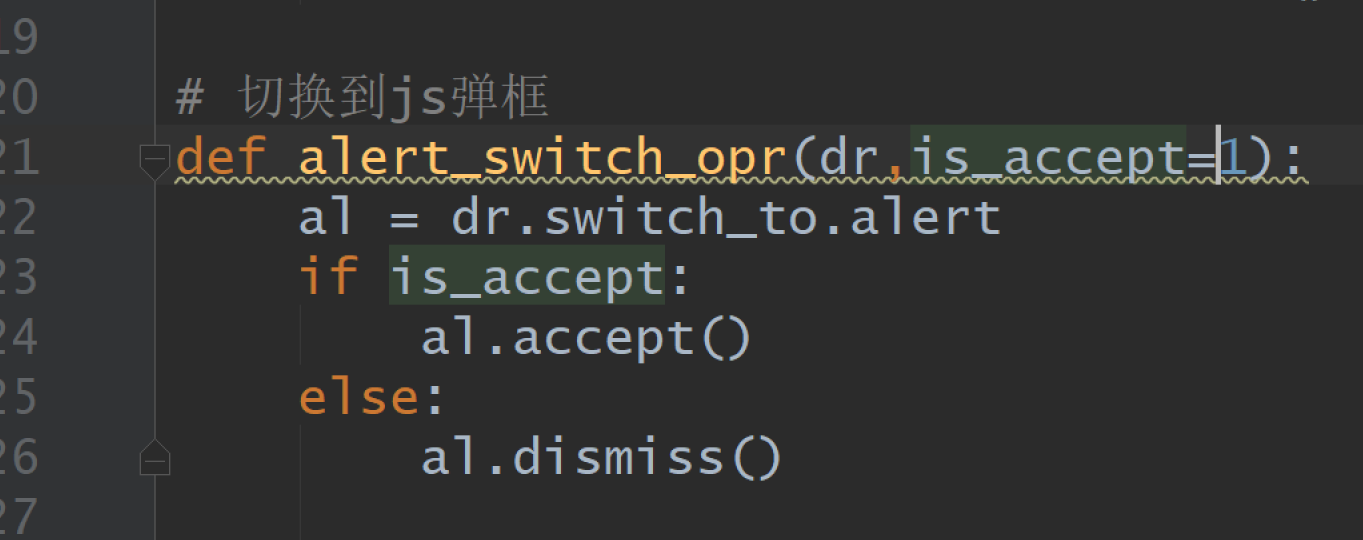 19
20 # 切换到js弹框
21 def alert_switch_opr(dr,is_accept=1):
22 al = dr.switch_to.alert
23 if is_accept:
24 al.accept()
25 else:
26 al.dismiss()
27